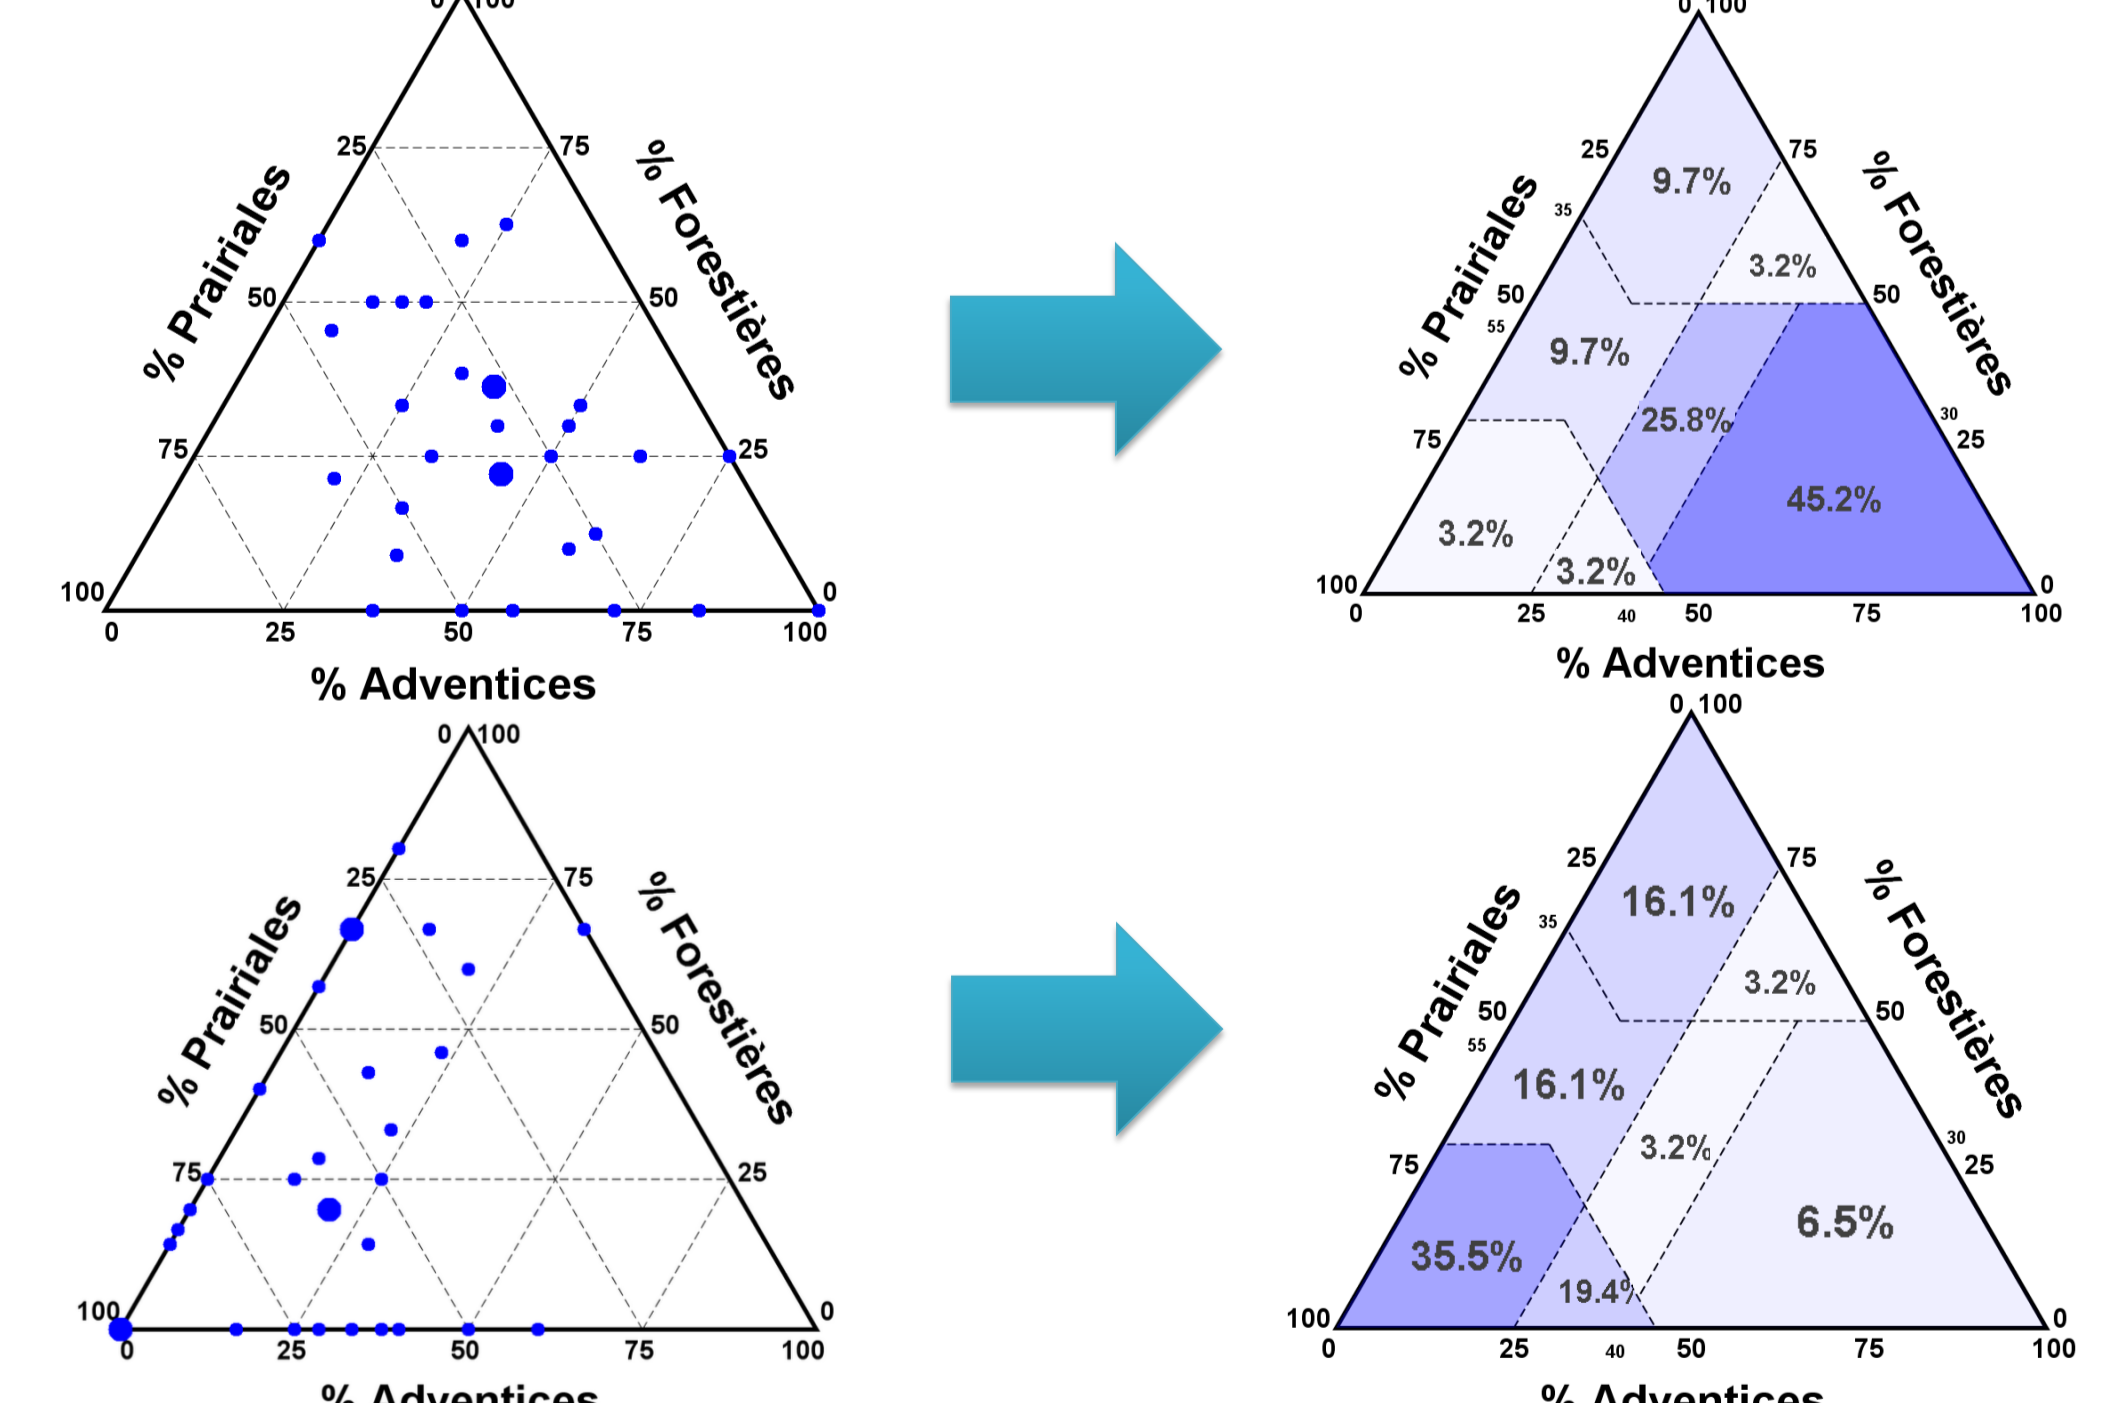 0 100
25 75
50 50
75 25
100 0
0 25 50 75 100
% Prairiales
% Forestières
% Adventices
0 100
25 75
35
9.7%
3.2%
50 50
55
9.7%
30
25.8%
75 25
45.2%
3.2%
3.2%
100 0
0 25 40 50 75 100
% Prairiales
% Forestières
% Adventices
0 100
25 75
50 50
75 25
100 0
0 25 50 75 100
% Prairiales
% Forestières
% Adventices
0 100
25 75
16.1%
35
3.2%
50 50
55
16.1%
30
3.2%
75 25
6.5%
35.5%
19.4%
100 0
0 25 40 50 75 100
% Prairiales
% Forestières
% Adventices